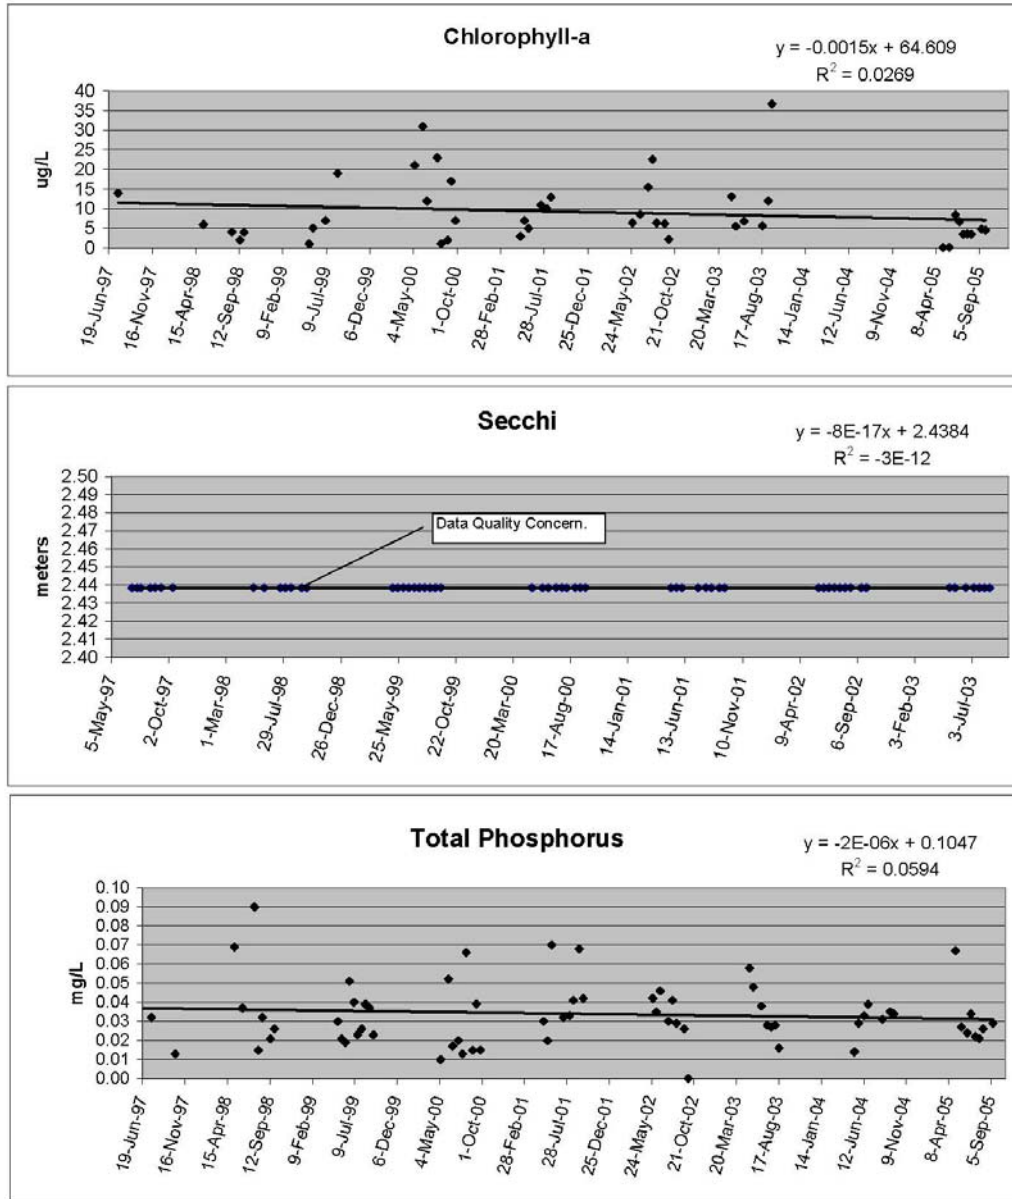 Chlorophyll-a
y = -0.0015x + 64.609
R² = 0.0269
ug/L
40
35
30
25
20
15
10
5
0
19-Jun-97
16-Nov-97
15-Apr-98
12-Sep-98
9-Feb-99
9-Jul-99
6-Dec-99
4-May-00
1-Oct-00
28-Feb-01
28-Jul-01
25-Dec-01
24-May-02
21-Oct-02
20-Mar-03
17-Aug-03
14-Jan-04
12-Jun-04
9-Nov-04
8-Apr-05
5-Sep-05
Secchi
y = -8E-17x + 2.4384
R² = -3E-12
meters
2.50
2.49
2.48
2.47
2.46
2.45
2.44
2.43
2.42
2.41
2.40
Data Quality Concern.
5-May-97
2-Oct-97
1-Mar-98
29-Jul-98
26-Dec-98
25-May-99
22-Oct-99
20-Mar-00
17-Aug-00
14-Jan-01
13-Jun-01
10-Nov-01
9-Apr-02
6-Sep-02
3-Feb-03
3-Jul-03
Total Phosphorus
y = -2E-06x + 0.1047
R² = 0.0594
mg/L
0.10
0.09
0.08
0.07
0.06
0.05
0.04
0.03
0.02
0.01
0.00
19-Jun-97
16-Nov-97
15-Apr-98
12-Sep-98
9-Feb-99
9-Jul-99
6-Dec-99
4-May-00
1-Oct-00
28-Feb-01
28-Jul-01
25-Dec-01
24-May-02
21-Oct-02
20-Mar-03
17-Aug-03
14-Jan-04
12-Jun-04
9-Nov-04
8-Apr-05
5-Sep-05